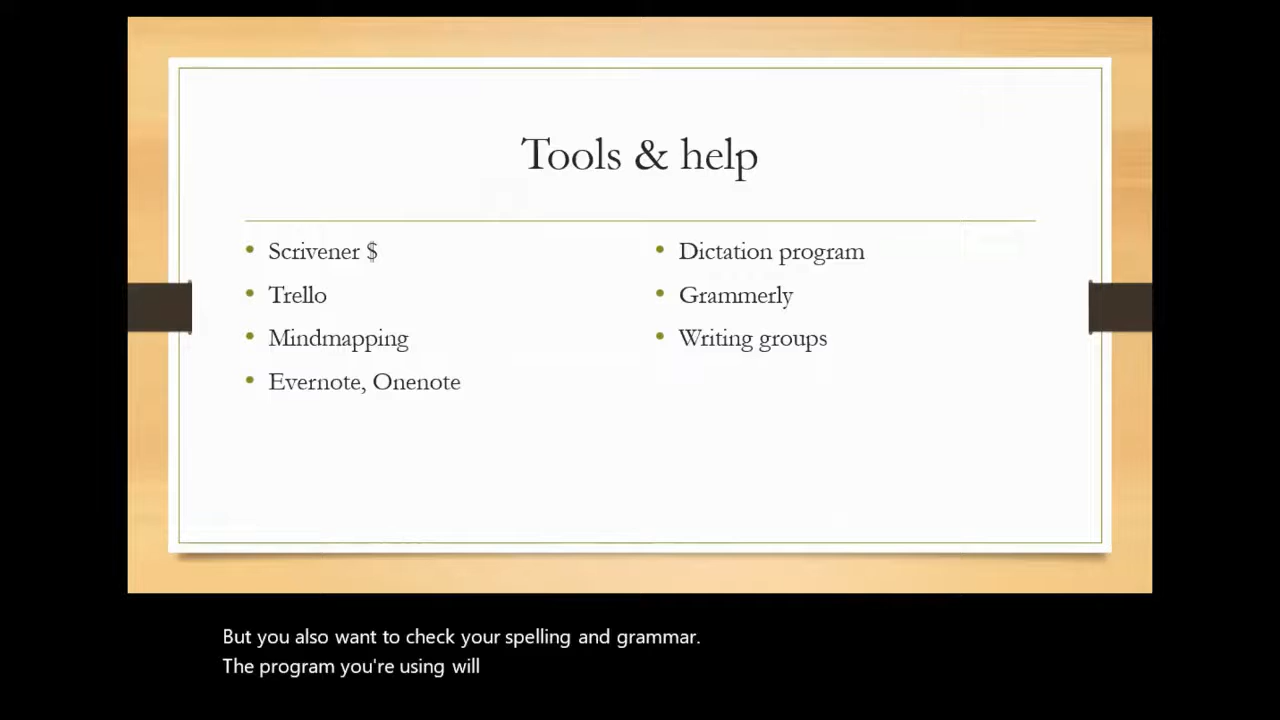 Tools & help
Scrivener $
Trello
Mindmapping
Evernote, Onenote
Dictation program
Grammerly
Writing groups
But you also want to check your spelling and grammar.
The program you're using will